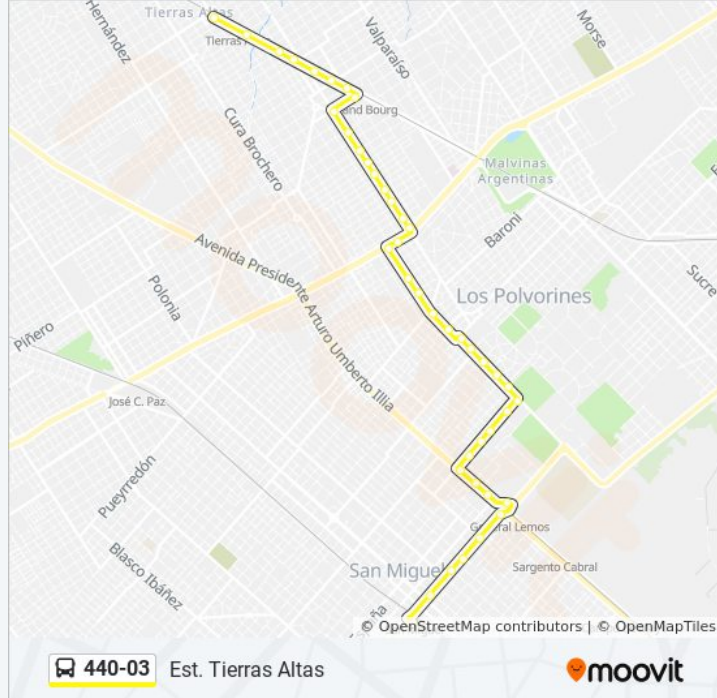 Tierras Altas
Hernández
Tierras
Valparaíso
Morse
and Bourg
Cura Brochero
Malvinas
Argentinas
Baroni
Avenida Presidente Arturo Umberto Illia
Sucre
Polonia
Los Polvorines
Piñero
José C. Paz
Pueyrredón
General Lemos
San Miguel
Sargento Cabral
Blasco Ibáñez
© OpenStreetMap contributors | © OpenMapTiles
440-03 Est. Tierras Altas
moovit